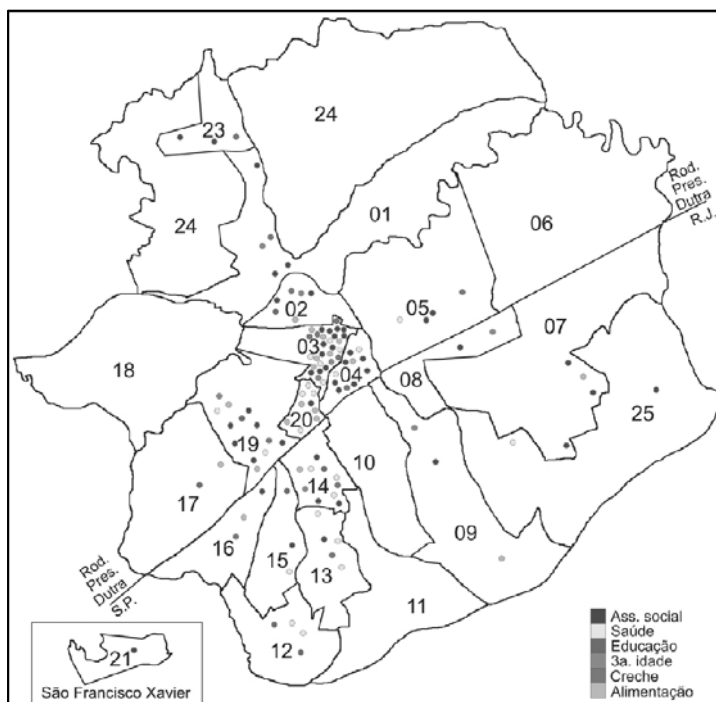 24
23
01
Rod.
Pres.
Dutra
R.J.
06
24
05
02
07
03
18
04
08
25
20
19
10
14
17
09
16
15
13
Rod.
Pres.
Dutra
S.P.
11
12
21
São Francisco Xavier
Ass. social
Saúde
Educação
3a. idade
Creche
Alimentação